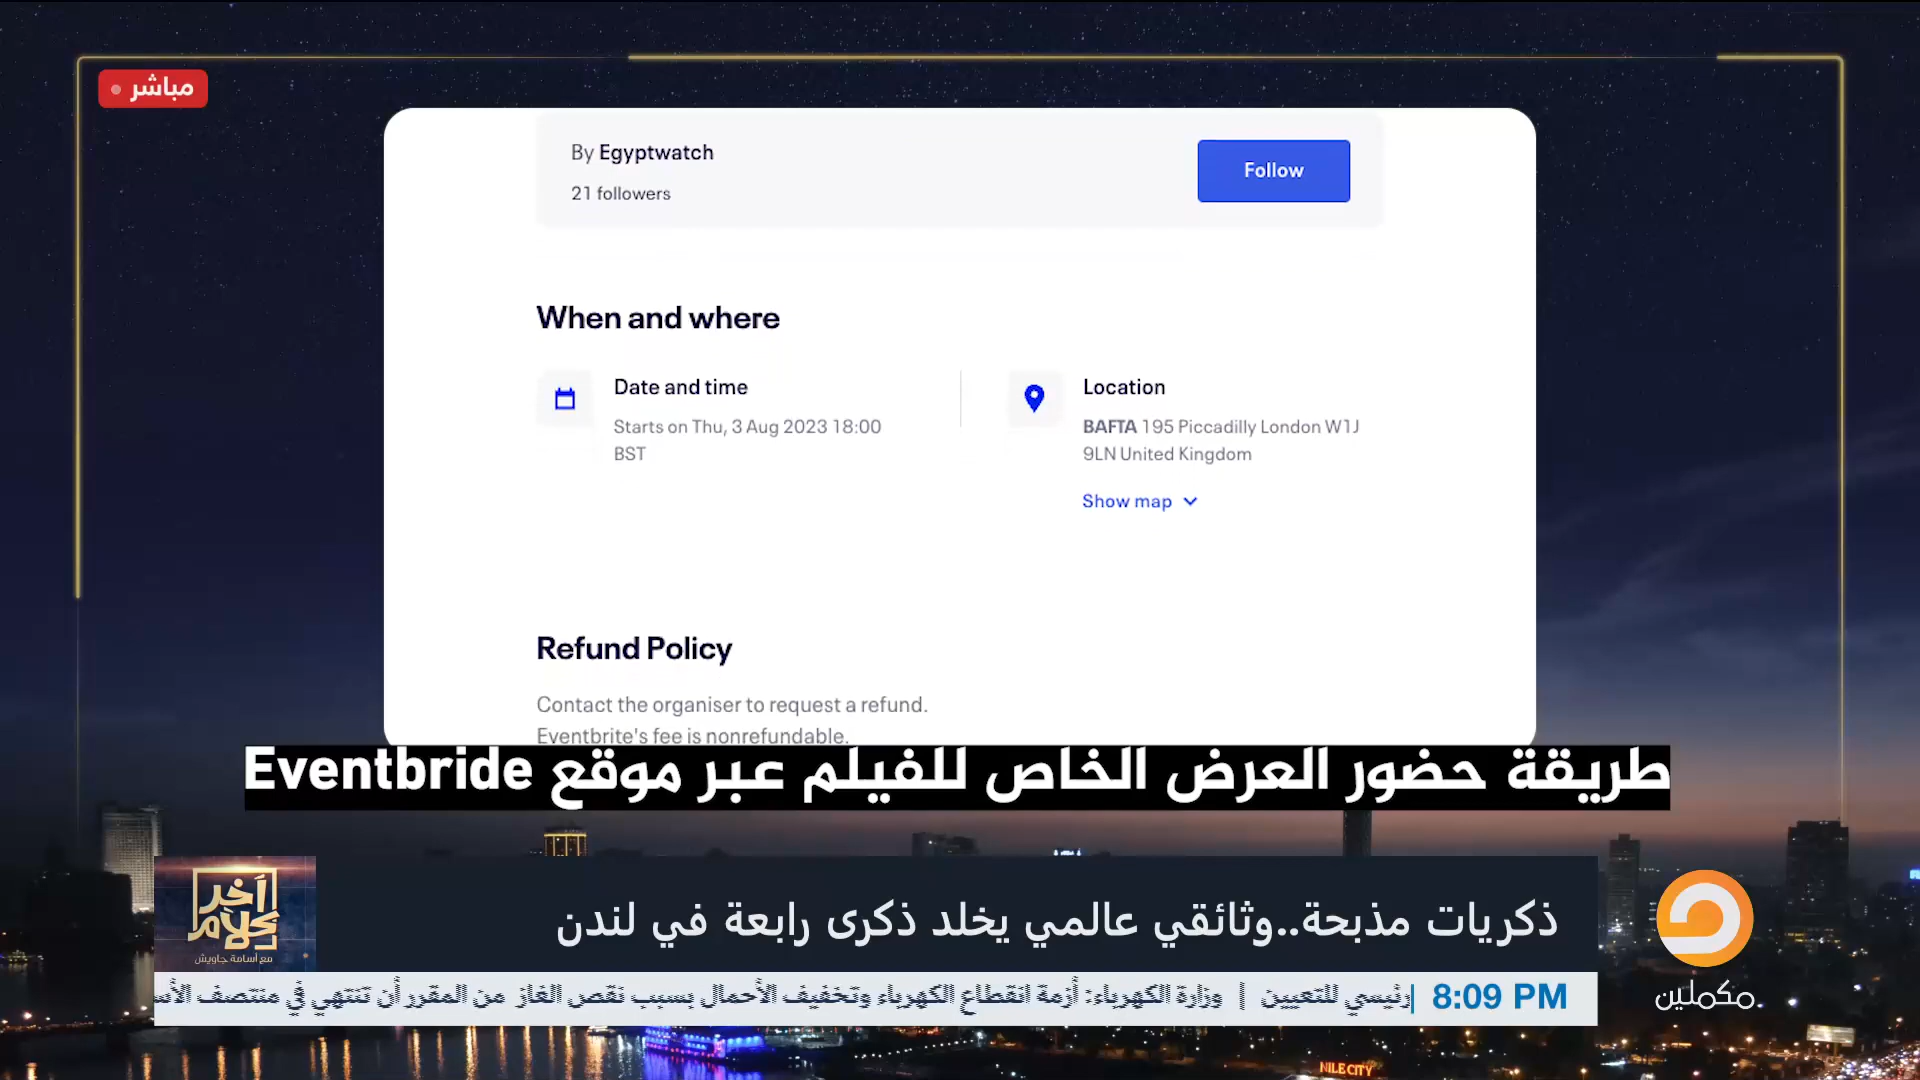 مباشر
By Egyptwatch
21 followers
Follow
When and where
Date and time
Starts on Thu, 3 Aug 2023 18:00
BST
Location
BAFTA 195 Piccadilly London W1J
9LN United Kingdom
Show map
Refund Policy
Contact the organiser to request a refund.
Eventbrite's fee is nonrefundable.
طريقة حضور العرض الخاص للفيلم عبر موقع Eventbride
آخر كلام
مع أسامة جاويش
ذكريات مذبحة..وثائقي عالمي يخلد ذكرى رابعة في لندن
8:09 PM
رئيسي للتعيين | وزارة الكهرباء: أزمة انقطاع الكهرباء وتخفيف الأحمال بسبب نقص الغاز من المقرر أن تنتهي في منتصف
مكملين
NILE CITY